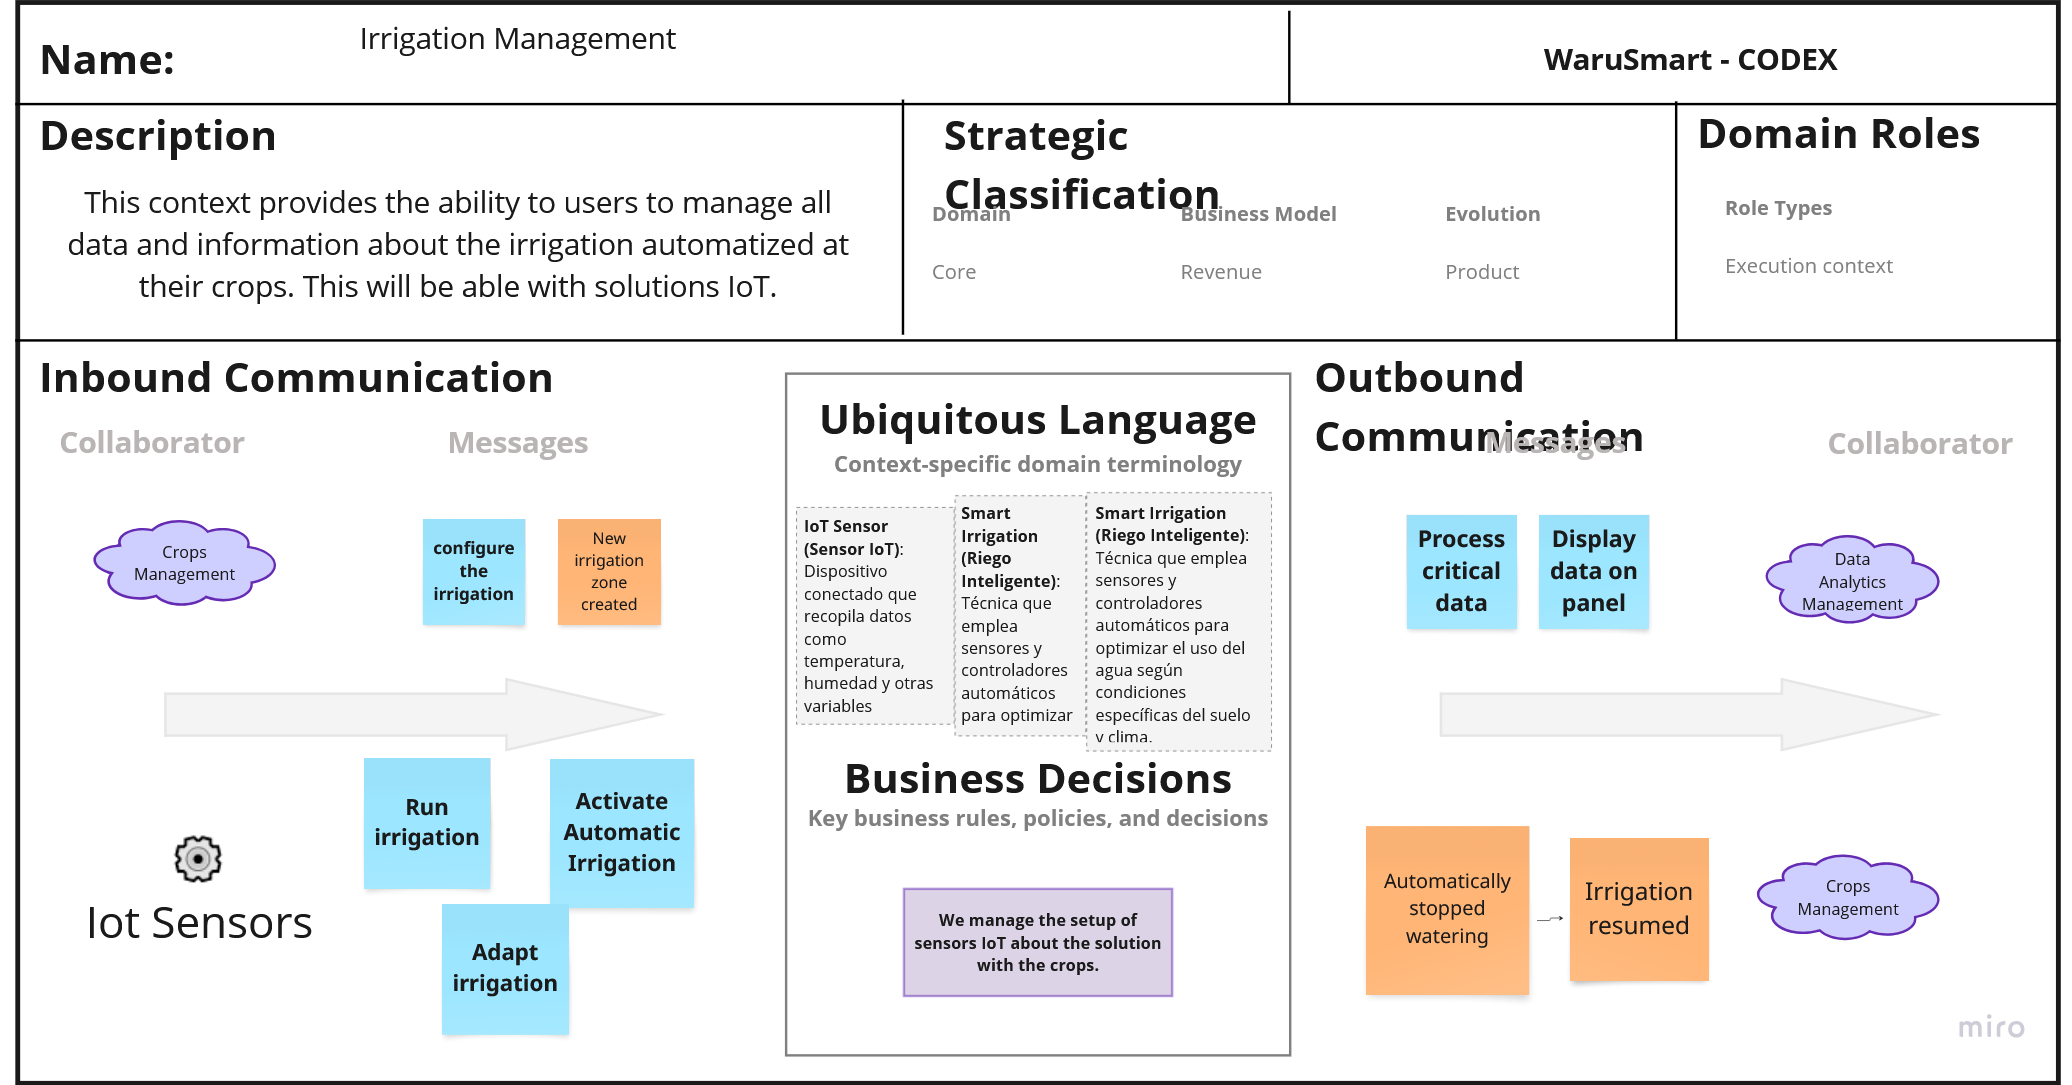 Name:
Irrigation Management
WaruSmart - CODEX
Description
This context provides the ability to users to manage all
data and information about the irrigation automatized at
their crops. This will be able with solutions IoT.
Strategic
Classification
Domain
Business Model
Evolution
Core
Revenue
Product
Domain Roles
Role Types
Execution context
Inbound Communication
Collaborator
Messages
Crops
Management
configure
the
irrigation
New
irrigation
zone
created
Iot Sensors
Run
irrigation
Activate
Automatic
Irrigation
Adapt
irrigation
Ubiquitous Language
Context-specific domain terminology
IoT Sensor
(Sensor IoT):
Dispositivo
conectado que
recopila datos
como
temperatura,
humedad y otras
variables
Smart
Irrigation
(Riego
Inteligente):
Técnica que
emplea
sensores y
controladores
automáticos
para optimizar
Smart Irrigation
(Riego Inteligente):
Técnica que emplea
sensores y
controladores
automáticos para
optimizar el uso del
agua según
condiciones
específicas del suelo
y clima.
Business Decisions
Key business rules, policies, and decisions
We manage the setup of
sensors IoT about the solution
with the crops.
Outbound
Communication
Messages
Collaborator
Process
critical
data
Display
data on
panel
Data
Analytics
Management
Automatically
stopped
watering
Irrigation
resumed
Crops
Management
miro